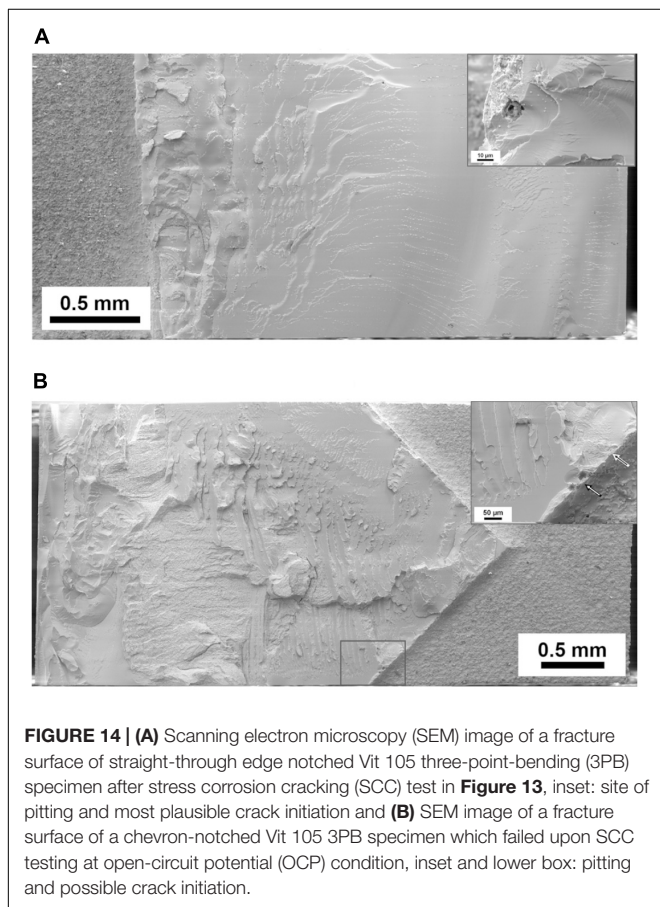 A
10 µm
0.5 mm
B
50 µm
0.5 mm
FIGURE 14 | (A) Scanning electron microscopy (SEM) image of a fracture
surface of straight-through edge notched Vit 105 three-point-bending (3PB)
specimen after stress corrosion cracking (SCC) test in Figure 13, inset: site of
pitting and most plausible crack initiation and (B) SEM image of a fracture
surface of a chevron-notched Vit 105 3PB specimen which failed upon SCC
testing at open-circuit potential (OCP) condition, inset and lower box: pitting
and possible crack initiation.